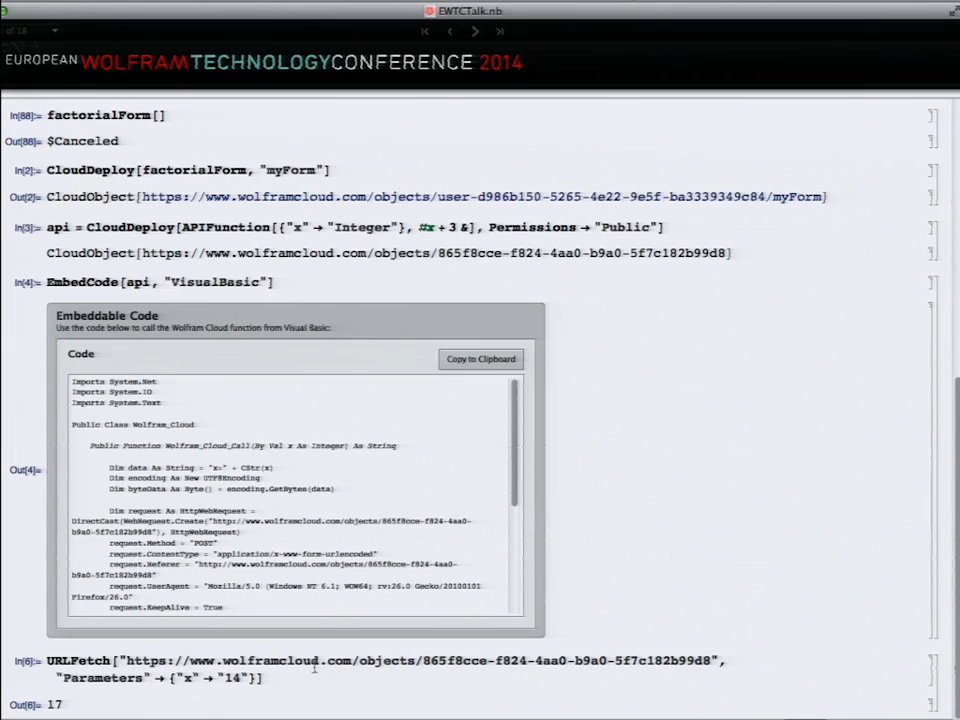 EWTCTalk.nb
of 18
EUROPEAN WOLFRAMTECHNOLOGYCONFERENCE 2014
In[88]:= factorialForm[]
Out[88]= $Canceled
In[2]:= CloudDeploy[factorialForm, "myForm"]
Out[2]= CloudObject[https://www.wolframcloud.com/objects/user-d986b150-5265-4e22-9e5f-ba3339349c84/myForm]
In[3]:= api = CloudDeploy[APIFunction[{"x" → "Integer"}, #x + 3 &], Permissions → "Public"]
CloudObject[https://www.wolframcloud.com/objects/865f8cce-f824-4aa0-b9a0-5f7c182b99d8]
In[4]:= EmbedCode[api, "VisualBasic"]
Embeddable Code
Use the code below to call the Wolfram Cloud function from Visual Basic:
Code
Copy to Clipboard
Imports System.Net
Imports System.IO
Imports System.Text
Public Class Wolfram_Cloud
Public Function Wolfram_Cloud_Call(By Val x As Integer) As String
Dim data As String = "x=" + CStr(x)
Dim encoding As New UTF8Encoding
Dim byteData As Byte() = encoding.GetBytes(data)
Dim request As HttpWebRequest =
DirectCast(WebRequest.Create("http://www.wolframcloud.com/objects/865f8cce-f824-4aa0-
b9a0-5f7c182b99d8"), HttpWebRequest)
request.Method = "POST"
request.ContentType = "application/x-www-form-urlencoded"
request.Referer = "http://www.wolframcloud.com/objects/865f8cce-f824-4aa0-
b9a0-5f7c182b99d8"
request.UserAgent = "Mozilla/5.0 (Windows NT 6.1; WOW64; rv:26.0 Gecko/20100101
Firefox/26.0"
request.KeepAlive = True
Out[4]=
In[6]:= URLFetch["https://www.wolframcloud.com/objects/865f8cce-f824-4aa0-b9a0-5f7c182b99d8",
"Parameters" → {"x" → "14"}]
Out[6]= 17